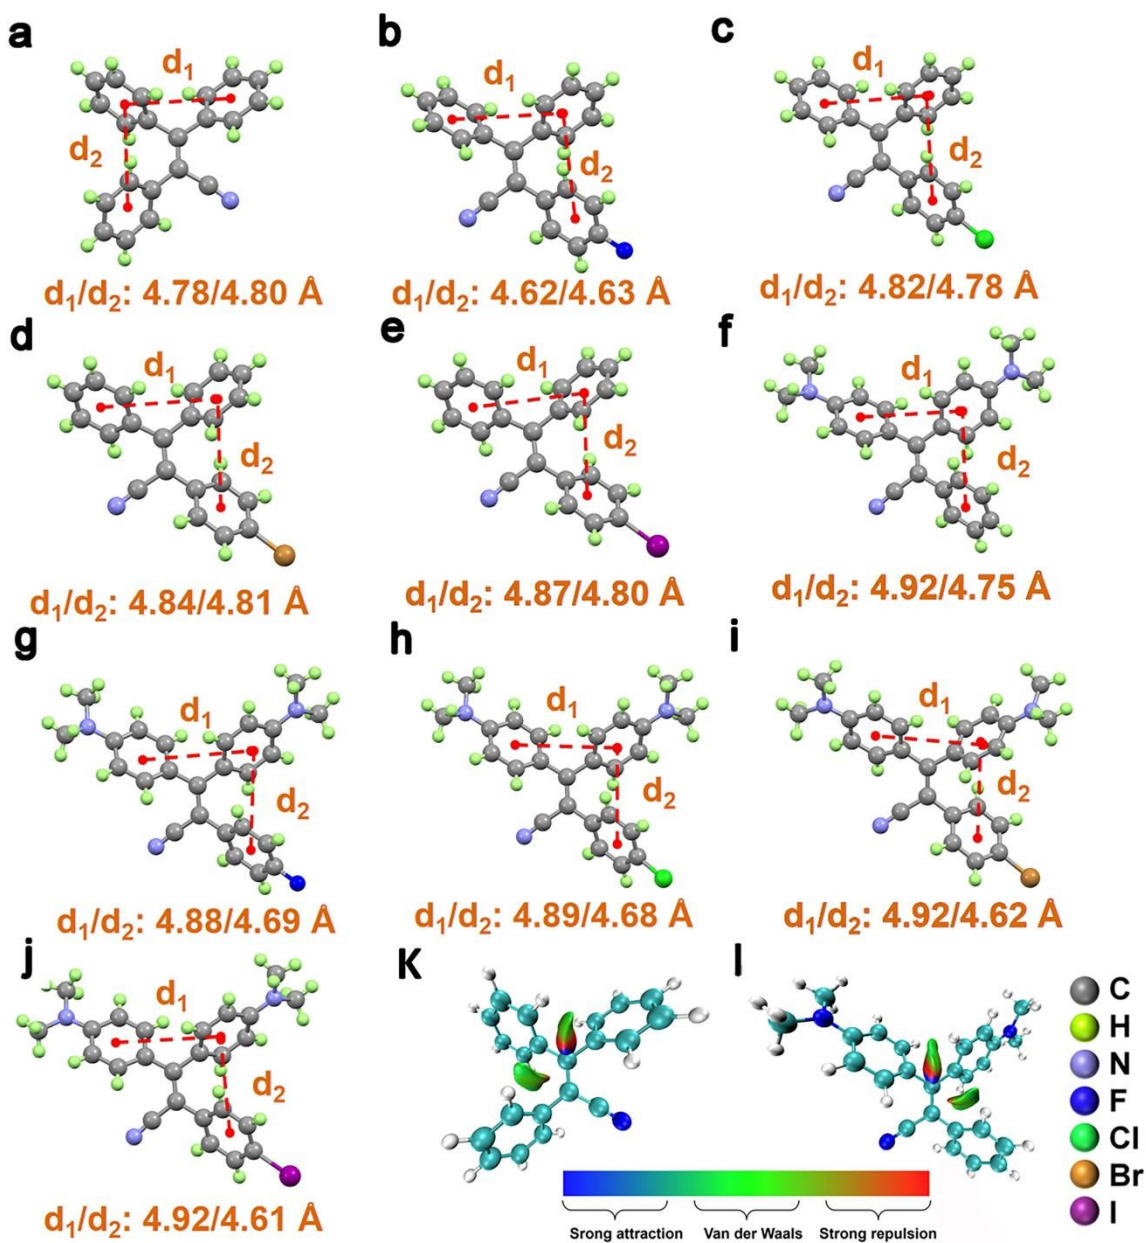 a
d₁
d₂
d₁/d₂: 4.78/4.80 Å
b
d₁
d₂
d₁/d₂: 4.62/4.63 Å
c
d₁
d₂
d₁/d₂: 4.82/4.78 Å
d
d₁
d₂
d₁/d₂: 4.84/4.81 Å
e
d₁
d₂
d₁/d₂: 4.87/4.80 Å
f
d₁
d₂
d₁/d₂: 4.92/4.75 Å
g
d₁
d₂
d₁/d₂: 4.88/4.69 Å
h
d₁
d₂
d₁/d₂: 4.89/4.68 Å
i
d₁
d₂
d₁/d₂: 4.92/4.62 Å
j
d₁
d₂
d₁/d₂: 4.92/4.61 Å
K
l
Srong attraction
Van der Waals
Strong repulsion
C
H
N
F
Cl
Br
I